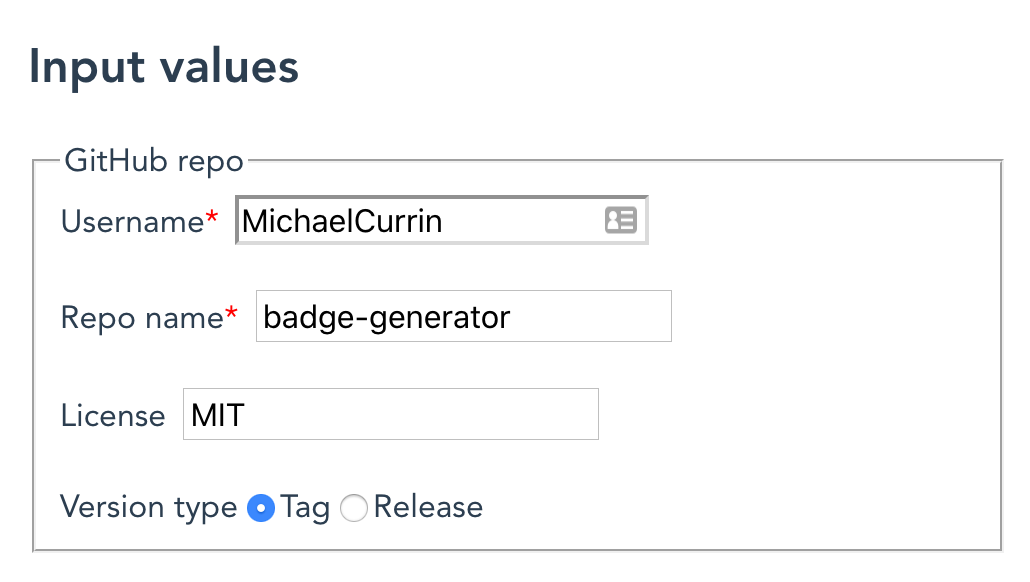 Input values
GitHub repo
Username* MichaelCurrin
Repo name* badge-generator
License MIT
Version type Tag Release